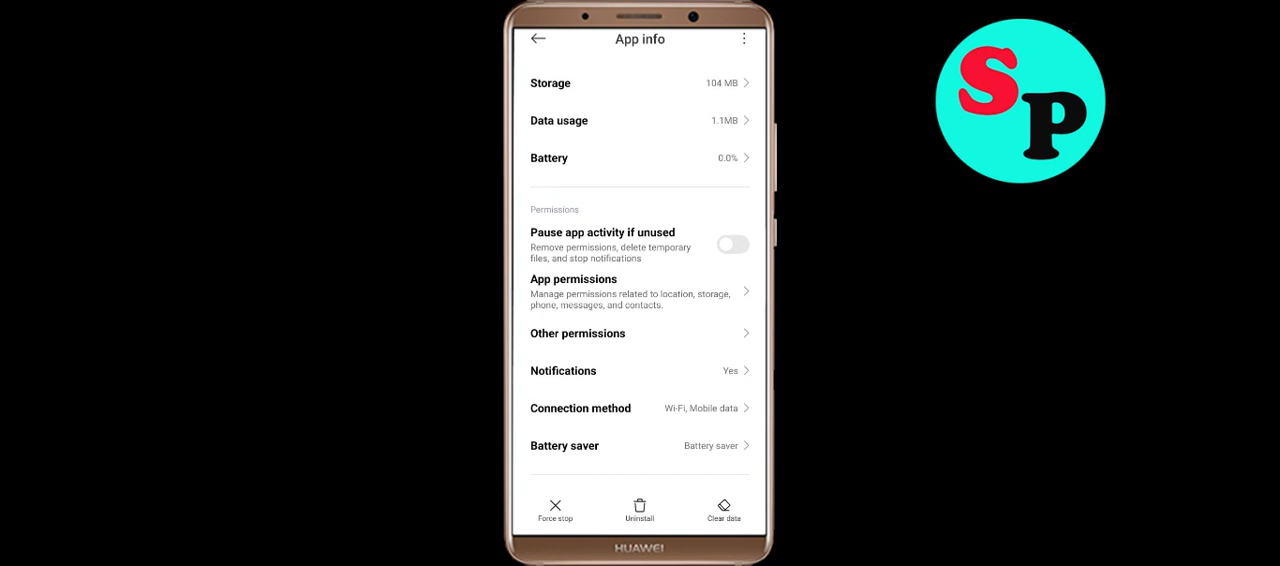 App info
Storage 104 MB
Data usage 1.1MB
Battery 0.0%
Permissions
Pause app activity if unused
Remove permissions, delete temporary
files, and stop notifications
App permissions
Manage permissions related to location, storage,
phone, messages, and contacts.
Other permissions
Notifications Yes
Connection method Wi-Fi, Mobile data
Battery saver Battery saver
Force stop Uninstall Clear data
HUAWEI
SP